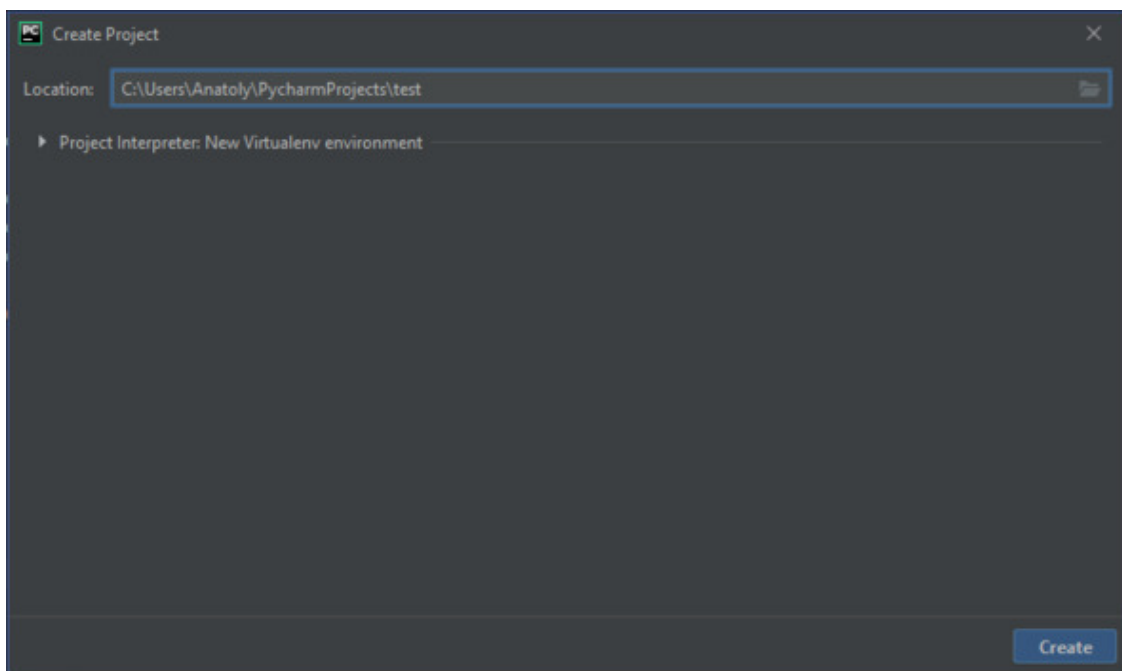 PC Create Project
Location: C:\Users\Anatoly\PycharmProjects\test
Project Interpreter: New Virtualenv environment
Create